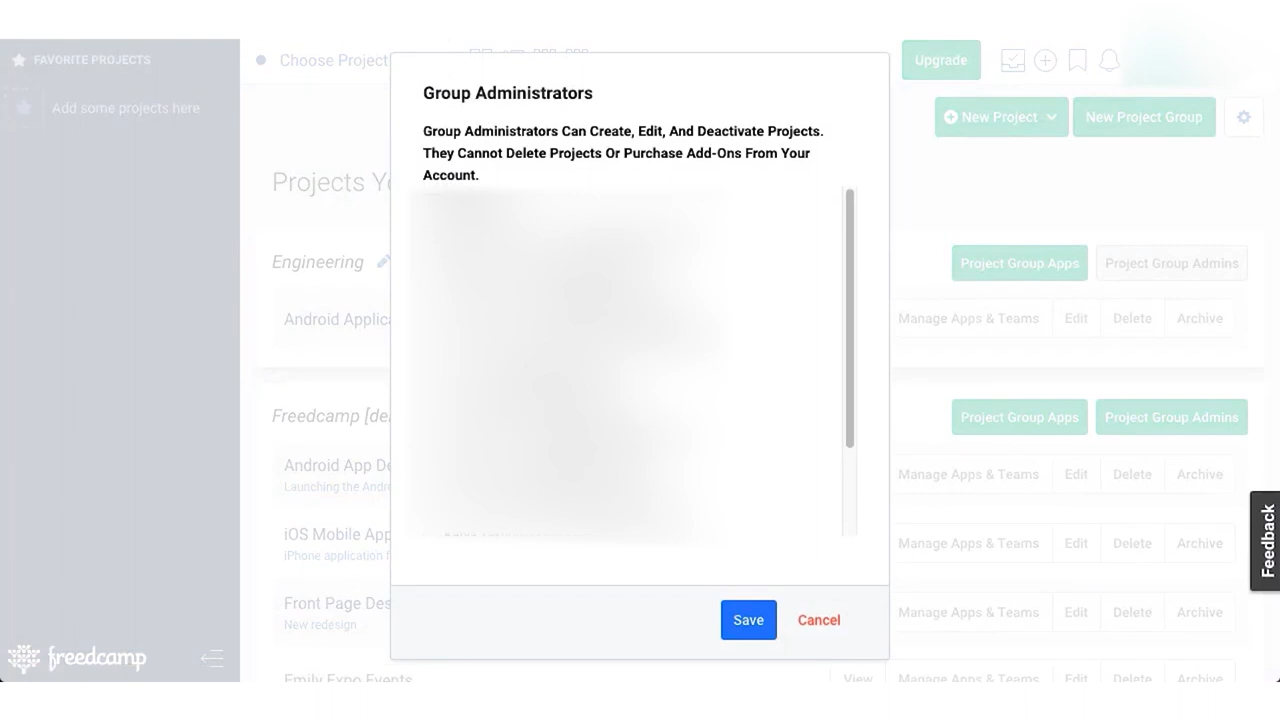 FAVORITE PROJECTS
Add some projects here
Choose Project
Upgrade
New Project
New Project Group
Projects Yo
Group Administrators
Group Administrators Can Create, Edit, And Deactivate Projects.
They Cannot Delete Projects Or Purchase Add-Ons From Your
Account.
Engineering
Project Group Apps
Project Group Admins
Android Applica
Manage Apps & Teams
Edit
Delete
Archive
Freedcamp [de
Project Group Apps
Project Group Admins
Android App De
Launching the Andr
Manage Apps & Teams
Edit
Delete
Archive
iOS Mobile App
iPhone application f
Manage Apps & Teams
Edit
Delete
Archive
Front Page Des
New redesign
Manage Apps & Teams
Edit
Delete
Archive
Emily Expo Events
View
Manage Apps & Teams
Edit
Delete
Archive
Save
Cancel
Feedback
freedcamp